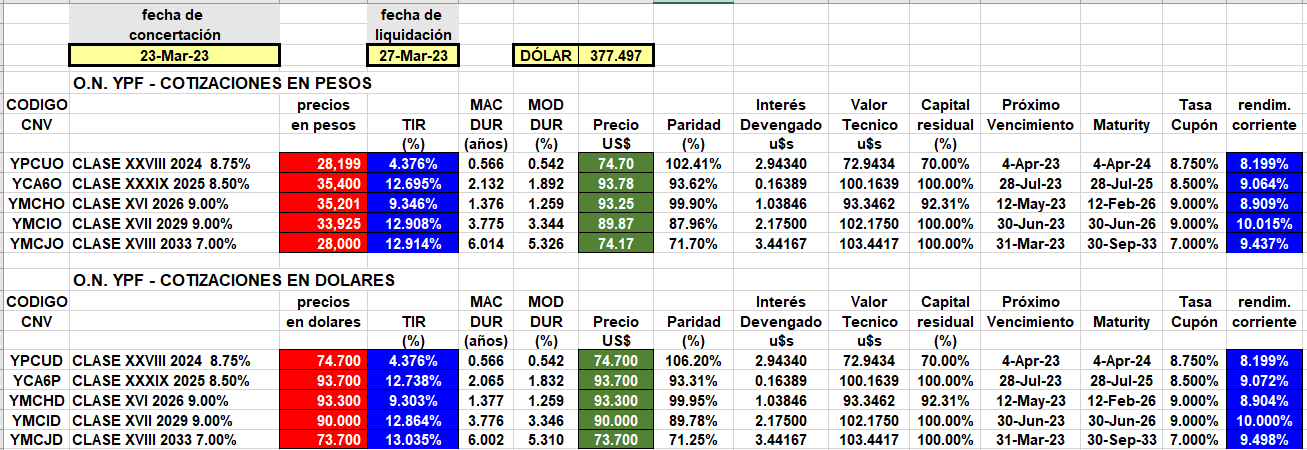 fecha de fecha de
concertación liquidación
23-Mar-23 27-Mar-23 DÓLAR 377.497
O.N. YPF - COTIZACIONES EN PESOS
CODIGO precios MAC MOD Interés Valor Capital Próximo Tasa rendim.
CNV en pesos TIR DUR DUR Precio Paridad Devengado Tecnico residual Vencimiento Maturity Cupón corriente
(%) (años) (%) US$ (%) u$s u$s (%)
YPCUO CLASE XXVIII 2024 8.75% 28,199 4.376% 0.566 0.542 74.70 102.41% 2.94340 72.9434 70.00% 4-Apr-23 4-Apr-24 8.750% 8.199%
YCA6O CLASE XXXIX 2025 8.50% 35,400 12.695% 2.132 1.892 93.78 93.62% 0.16389 100.1639 100.00% 28-Jul-23 28-Jul-25 8.500% 9.064%
YMCHO CLASE XVI 2026 9.00% 35,201 9.346% 1.376 1.259 93.25 99.90% 1.03846 93.3462 92.31% 12-May-23 12-Feb-26 9.000% 8.909%
YMCIO CLASE XVII 2029 9.00% 33,925 12.908% 3.775 3.344 89.87 87.96% 2.17500 102.1750 100.00% 30-Jun-23 30-Jun-26 9.000% 10.015%
YMCJO CLASE XVIII 2033 7.00% 28,000 12.914% 6.014 5.326 74.17 71.70% 3.44167 103.4417 100.00% 31-Mar-23 30-Sep-33 7.000% 9.437%
O.N. YPF - COTIZACIONES EN DOLARES
CODIGO precios MAC MOD Interés Valor Capital Próximo Tasa rendim.
CNV en dolares TIR DUR DUR Precio Paridad Devengado Tecnico residual Vencimiento Maturity Cupón corriente
(%) (años) (%) US$ (%) u$s u$s (%)
YPCUD CLASE XXVIII 2024 8.75% 74.700 4.376% 0.566 0.542 74.700 106.20% 2.94340 72.9434 70.00% 4-Apr-23 4-Apr-24 8.750% 8.199%
YCA6P CLASE XXXIX 2025 8.50% 93.700 12.738% 2.065 1.832 93.700 93.31% 0.16389 100.1639 100.00% 28-Jul-23 28-Jul-25 8.500% 9.072%
YMCHD CLASE XVI 2026 9.00% 93.300 9.303% 1.377 1.259 93.300 99.95% 1.03846 93.3462 92.31% 12-May-23 12-Feb-26 9.000% 8.904%
YMCID CLASE XVII 2029 9.00% 90.000 12.864% 3.776 3.346 90.000 89.78% 2.17500 102.1750 100.00% 30-Jun-23 30-Jun-26 9.000% 10.000%
YMCJD CLASE XVIII 2033 7.00% 73.700 13.035% 6.002 5.310 73.700 71.25% 3.44167 103.4417 100.00% 31-Mar-23 30-Sep-33 7.000% 9.498%